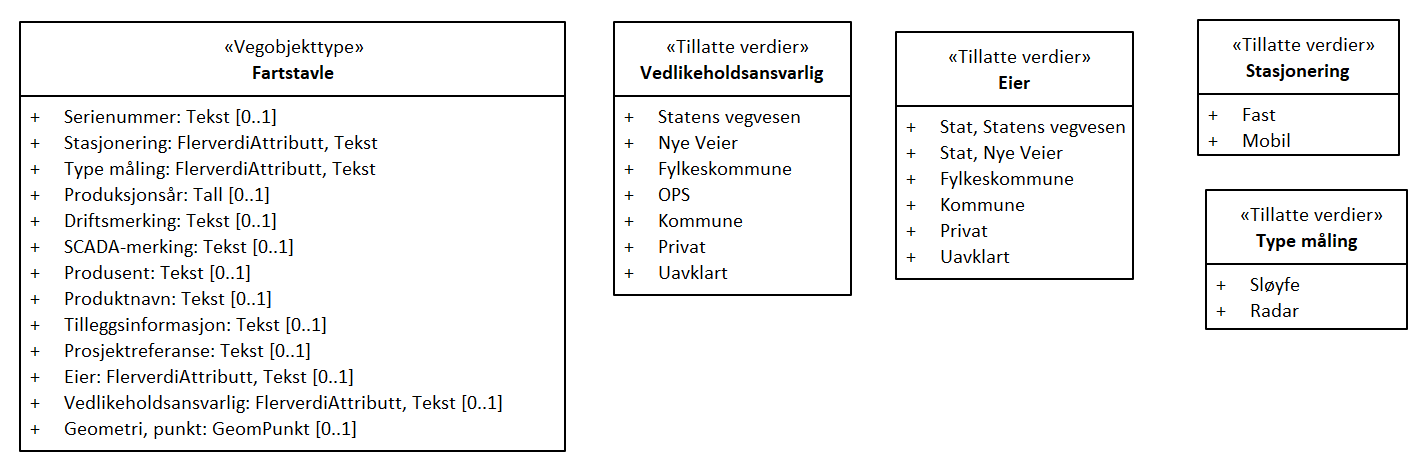 «Vegobjekttype»
Fartstavle
+ Serienummer: Tekst [0..1]
+ Stasjonering: FlerverdiAttributt, Tekst
+ Type måling: FlerverdiAttributt, Tekst
+ Produksjonsår: Tall [0..1]
+ Driftsmerking: Tekst [0..1]
+ SCADA-merking: Tekst [0..1]
+ Produsent: Tekst [0..1]
+ Produktnavn: Tekst [0..1]
+ Tilleggsinformasjon: Tekst [0..1]
+ Prosjektreferanse: Tekst [0..1]
+ Eier: FlerverdiAttributt, Tekst [0..1]
+ Vedlikeholdsansvarlig: FlerverdiAttributt, Tekst [0..1]
+ Geometri, punkt: GeomPunkt [0..1]
«Tillatte verdier»
Vedlikeholdsansvarlig
+ Statens vegvesen
+ Nye Veier
+ Fylkeskommune
+ OPS
+ Kommune
+ Privat
+ Uavklart
«Tillatte verdier»
Eier
+ Stat, Statens vegvesen
+ Stat, Nye Veier
+ Fylkeskommune
+ Kommune
+ Privat
+ Uavklart
«Tillatte verdier»
Stasjonering
+ Fast
+ Mobil
«Tillatte verdier»
Type måling
+ Sløyfe
+ Radar